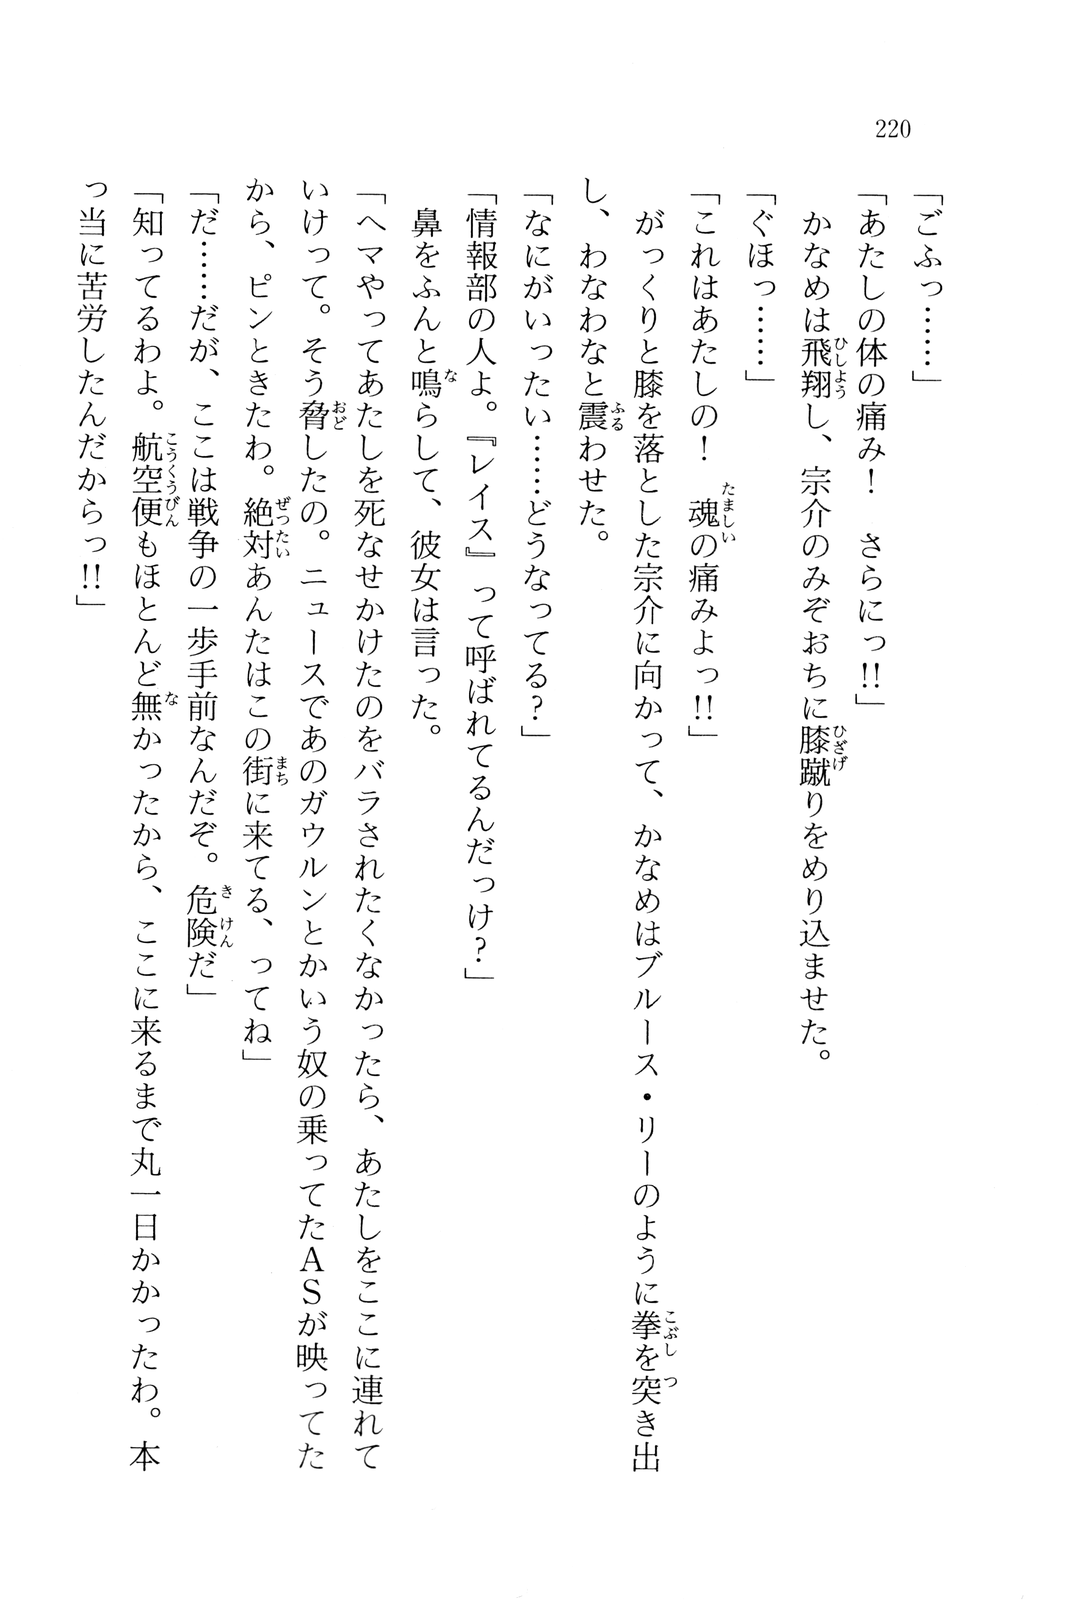 220
「ごふっ……」
「あたしの体の痛み！　さらにっ!!」
　かなめは飛翔し、宗介のみぞおちに膝蹴りをめり込ませた。
「ぐほっ……」
「これはあたしの！　魂の痛みよっ!!」
　がっくりと膝を落とした宗介に向かって、かなめはブルース・リーのように拳を突き出
し、わなわなと震わせた。
「なにがいったい……どうなってる？」
「情報部の人よ。『レイス』って呼ばれてるんだっけ？」
　鼻をふんと鳴らして、彼女は言った。
「ヘマやってあたしを死なせかけたのをバラされたくなかったら、あたしをここに連れて
いけって。そう脅したの。ニュースであのガウルンとかいう奴の乗ってたＡＳが映ってた
から、ピンときたわ。絶対あんたはこの街に来てる、ってね」
「だ……だが、ここは戦争の一歩手前なんだぞ。危険だ」
「知ってるわよ。航空便もほとんど無かったから、ここに来るまで丸一日かかったわ。本
っ当に苦労したんだからっ!!」